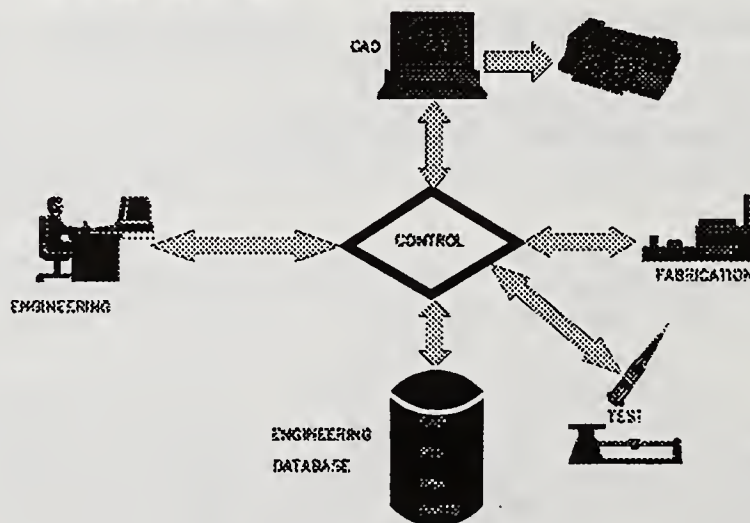 CAD
CONTROL
ENGINEERING
FABRICATION
TEST
ENGINEERING
DATABASE